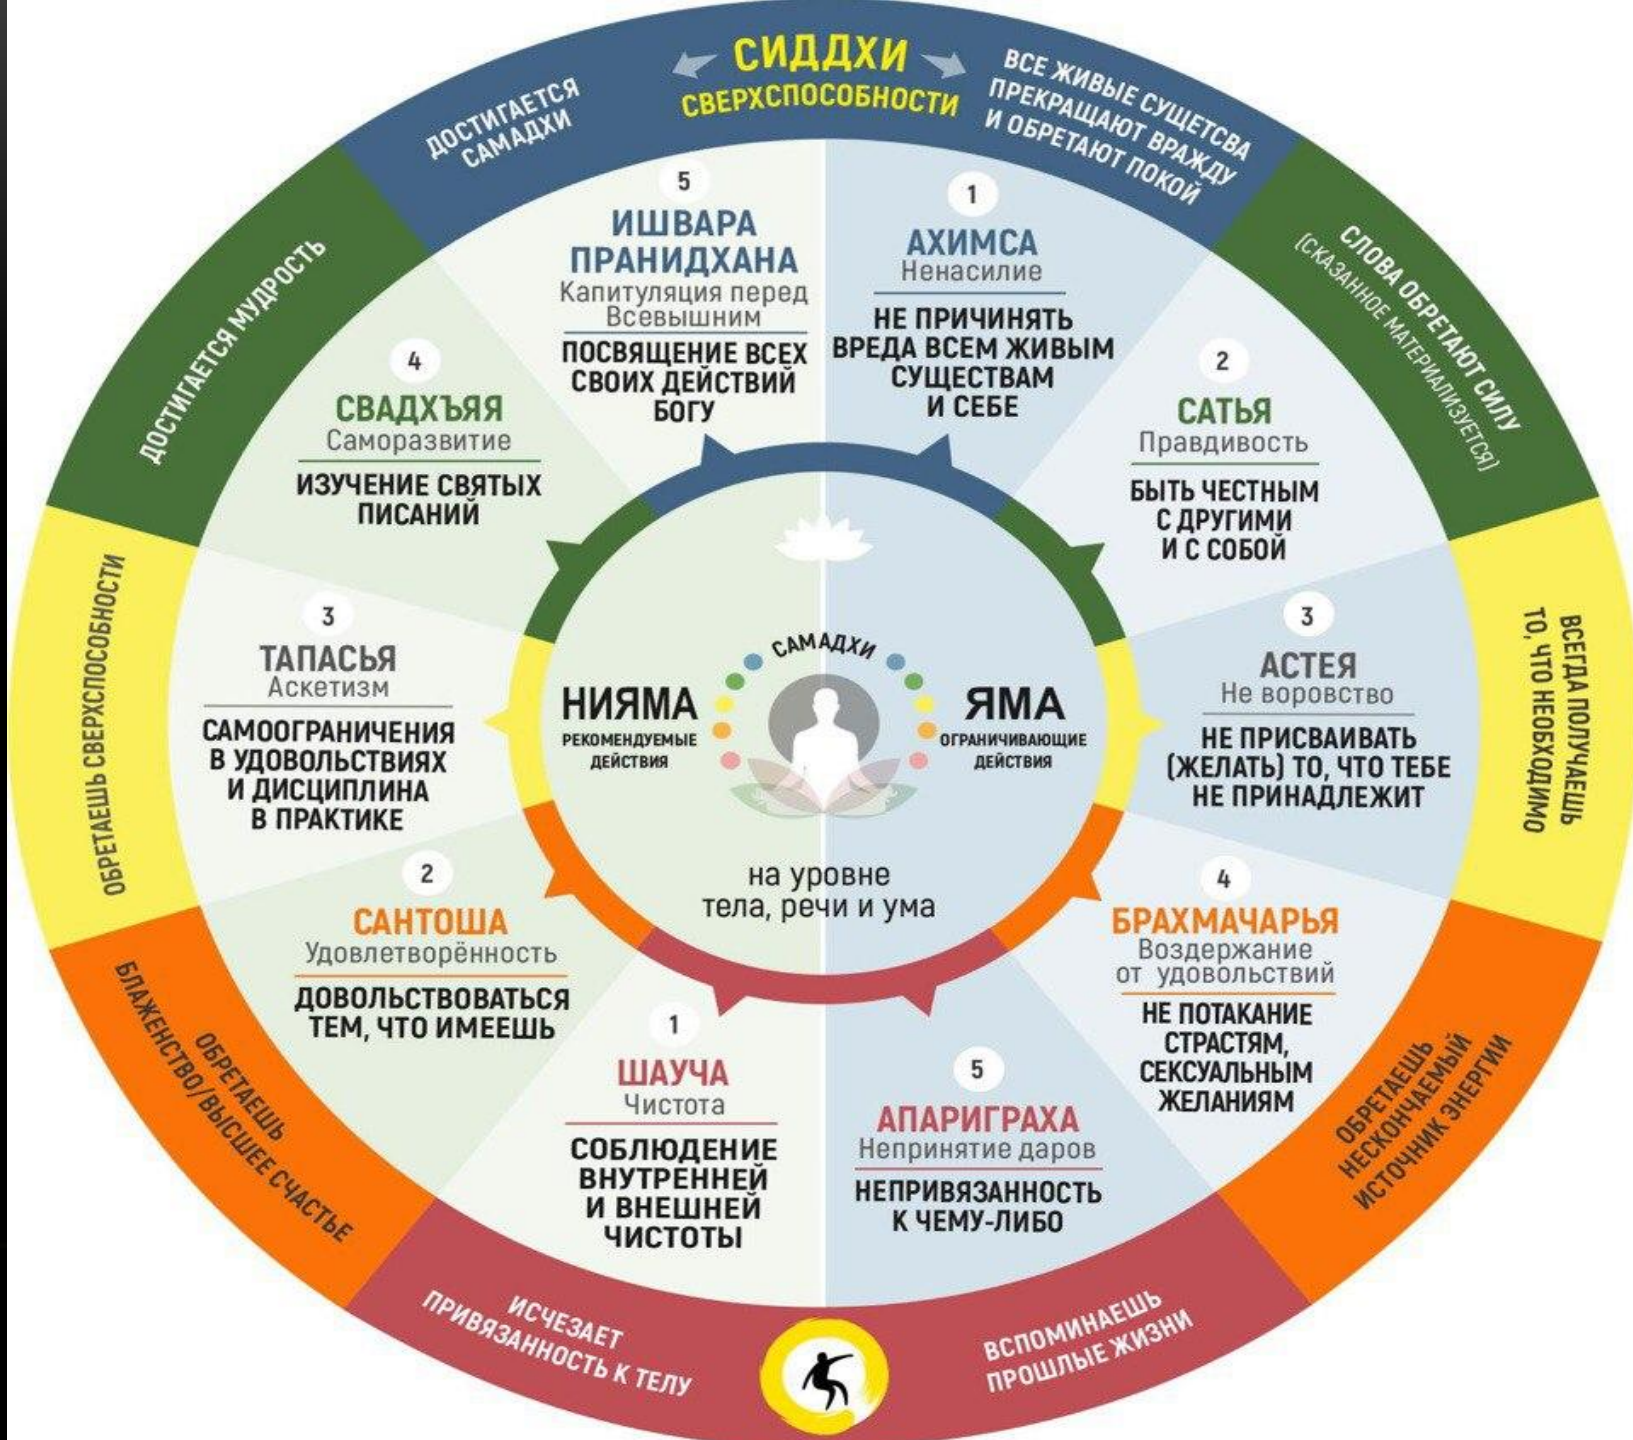 СИДДХИ
СВЕРХСПОСОБНОСТИ
ВСЕ ЖИВЫЕ СУЩЕТСВА
ПРЕКРАЩАЮТ ВРАЖДУ
И ОБРЕТАЮТ ПОКОЙ
СЛОВА ОБРЕТАЮТ СИЛУ
(СКАЗАННОЕ МАТЕРИАЛИЗУЕТСЯ)
ВСЕГДА ПОЛУЧАЕШЬ
ТО, ЧТО НЕОБХОДИМО
ОБРЕТАЕШЬ
НЕСКОНЧАЕМЫЙ
ИСТОЧНИК ЭНЕРГИИ
ВСПОМИНАЕШЬ
ПРОШЛЫЕ ЖИЗНИ
ИСЧЕЗАЕТ
ПРИВЯЗАННОСТЬ К ТЕЛУ
ОБРЕТАЕШЬ
БЛАЖЕНСТВО/ВЫСШЕЕ СЧАСТЬЕ
ОБРЕТАЕШЬ СВЕРХСПОСОБНОСТИ
ДОСТИГАЕТСЯ МУДРОСТЬ
ДОСТИГАЕТСЯ
САМАДХИ
1
АХИМСА
Ненасилие
НЕ ПРИЧИНЯТЬ
ВРЕДА ВСЕМ ЖИВЫМ
СУЩЕСТВАМ
И СЕБЕ
2
САТЬЯ
Правдивость
БЫТЬ ЧЕСТНЫМ
С ДРУГИМИ
И С СОБОЙ
3
АСТЕЯ
Не воровство
НЕ ПРИСВАИВАТЬ
(ЖЕЛАТЬ) ТО, ЧТО ТЕБЕ
НЕ ПРИНАДЛЕЖИТ
4
БРАХМАЧАРЬЯ
Воздержание
от удовольствий
НЕ ПОТАКАНИЕ
СТРАСТЯМ,
СЕКСУАЛЬНЫМ
ЖЕЛАНИЯМ
5
АПАРИГРАХА
Непринятие даров
НЕПРИВЯЗАННОСТЬ
К ЧЕМУ-ЛИБО
1
ШАУЧА
Чистота
СОБЛЮДЕНИЕ
ВНУТРЕННЕЙ
И ВНЕШНЕЙ
ЧИСТОТЫ
2
САНТОША
Удовлетворённость
ДОВОЛЬСТВОВАТЬСЯ
ТЕМ, ЧТО ИМЕЕШЬ
3
ТАПАСЬЯ
Аскетизм
САМООГРАНИЧЕНИЯ
В УДОВОЛЬСТВИЯХ
И ДИСЦИПЛИНА
В ПРАКТИКЕ
4
СВАДХЪЯЯ
Саморазвитие
ИЗУЧЕНИЕ СВЯТЫХ
ПИСАНИЙ
5
ИШВАРА
ПРАНИДХАНА
Капитуляция перед
Всевышним
ПОСВЯЩЕНИЕ ВСЕХ
СВОИХ ДЕЙСТВИЙ
БОГУ
САМАДХИ
НИЯМА
РЕКОМЕНДУЕМЫЕ
ДЕЙСТВИЯ
ЯМА
ОГРАНИЧИВАЮЩИЕ
ДЕЙСТВИЯ
на уровне
тела, речи и ума